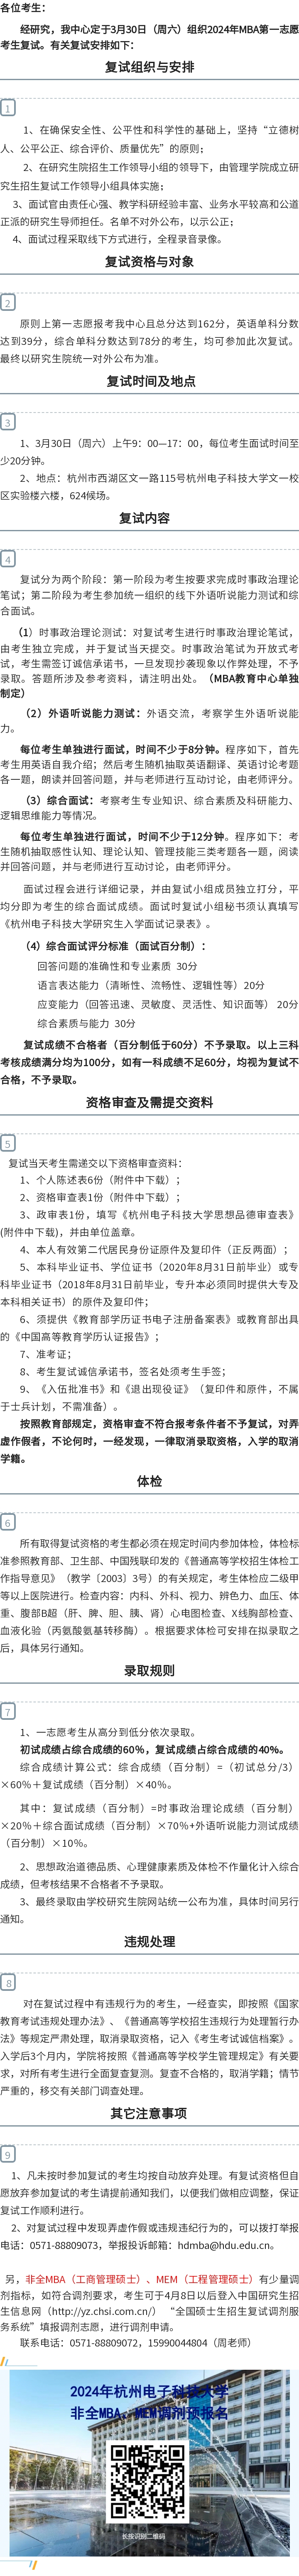 各位考生：
经研究，我中心定于3月30日（周六）组织2024年MBA第一志愿
考生复试。有关复试安排如下：
复试组织与安排
1
1、在确保安全性、公平性和科学性的基础上，坚持“立德树
人、公平公正、综合评价、质量优先”的原则；
2、在研究生院招生工作领导小组的领导下，由管理学院成立研
究生招生复试工作领导小组具体实施；
3、面试官由责任心强、教学科研经验丰富、业务水平较高和公道
正派的研究生导师担任。名单不对外公布，以示公正；
4、面试过程采取线下方式进行，全程录音录像。
复试资格与对象
2
原则上第一志愿报考我中心且总分达到162分，英语单科分数
达到39分，综合单科分数达到78分的考生，均可参加此次复试。
最终以研究生院统一对外公布为准。
复试时间及地点
3
1、3月30日（周六）上午9：00—17：00，每位考生面试时间至
少20分钟。
2、地点：杭州市西湖区文一路115号杭州电子科技大学文一校
区实验楼六楼，624候场。
复试内容
4
复试分为两个阶段：第一阶段为考生按要求完成时事政治理论
笔试；第二阶段为考生参加统一组织的线下外语听说能力测试和综
合面试。
（1）时事政治理论测试：对复试考生进行时事政治理论笔试，
由考生独立完成，并于复试当天提交。时事政治笔试为开放式考
试，考生需签订诚信承诺书，一旦发现抄袭现象以作弊处理，不予
录取。答题所涉及参考资料，请注明出处。（MBA教育中心单独
制定）
（2）外语听说能力测试：外语交流，考察学生外语听说能
力。
每位考生单独进行面试，时间不少于8分钟。程序如下，首先
考生用英语自我介绍；然后考生随机抽取英语翻译、英语讨论考题
各一题，朗读并回答问题，并与老师进行互动讨论，由老师评分。
（3）综合面试：考察考生专业知识、综合素质及科研能力、
逻辑思维能力等情况。
每位考生单独进行面试，时间不少于12分钟。程序如下：考
生随机抽取感性认知、理论认知、管理技能三类考题各一题，阅读
并回答问题，并与老师进行互动讨论，由老师评分。
面试过程会进行详细记录，并由复试小组成员独立打分，平
均分即为考生的综合面试成绩。面试时复试小组秘书须认真填写
《杭州电子科技大学研究生入学面试记录表》。
（4）综合面试评分标准（面试百分制）：
回答问题的准确性和专业素质 30分
语言表达能力（清晰性、流畅性、逻辑性等）20分
应变能力（回答迅速、灵敏度、灵活性、知识面等） 20分
综合素质与能力 30分
复试成绩不合格者（百分制低于60分）不予录取。以上三科
考核成绩满分均为100分，如有一科成绩不足60分，均视为复试不
合格，不予录取。
资格审查及需提交资料
5
复试当天考生需递交以下资格审查资料：
1、个人陈述表6份（附件中下载）；
2、资格审查表1份（附件中下载）；
3、政审表1份，填写《杭州电子科技大学思想品德审查表》
(附件中下载)，并由单位盖章。
4、本人有效第二代居民身份证原件及复印件（正反两面）；
5、本科毕业证书、学位证书（2020年8月31日前毕业）或专
科毕业证书（2018年8月31日前毕业，专升本必须同时提供大专及
本科相关证书）的原件及复印件；
6、须提供《教育部学历证书电子注册备案表》或教育部出具
的《中国高等教育学历认证报告》；
7、准考证；
8、考生复试诚信承诺书，签名处须考生手签；
9、《入伍批准书》和《退出现役证》（复印件和原件，不属
于士兵计划，不需准备）。
按照教育部规定，资格审查不符合报考条件者不予复试，对弄
虚作假者，不论何时，一经发现，一律取消录取资格，入学的取消
学籍。
体检
6
所有取得复试资格的考生都必须在规定时间内参加体检，体检标
准参照教育部、卫生部、中国残联印发的《普通高等学校招生体检工
作指导意见》（教学〔2003〕3号）的有关规定，考生体检应二级甲
等以上医院进行。检查内容：内科、外科、视力、辨色力、血压、体
重、腹部B超（肝、脾、胆、胰、肾）心电图检查、X线胸部检查、
血液化验（丙氨酸氨基转移酶）。根据要求体检可安排在拟录取之
后，具体另行通知。
录取规则
7
1、一志愿考生从高分到低分依次录取。
初试成绩占综合成绩的60%，复试成绩占综合成绩的40%。
综合成绩计算公式：综合成绩（百分制）=（初试总分/3）
×60%＋复试成绩（百分制）×40%。
其中：复试成绩（百分制）=时事政治理论成绩（百分制）
×20%＋综合面试成绩（百分制）×70%+外语听说能力测试成绩
（百分制）×10%。
2、思想政治道德品质、心理健康素质及体检不作量化计入综合
成绩，但考核结果不合格者不予录取。
3、最终录取由学校研究生院网站统一公布为准，具体时间另行
通知。
违规处理
8
对在复试过程中有违规行为的考生，一经查实，即按照《国家
教育考试违规处理办法》、《普通高等学校招生违规行为处理暂行办
法》等规定严肃处理，取消录取资格，记入《考生考试诚信档案》。
入学后3个月内，学院将按照《普通高等学校学生管理规定》有关要
求，对所有考生进行全面复查复测。复查不合格的，取消学籍；情节
严重的，移交有关部门调查处理。
其它注意事项
9
1、凡未按时参加复试的考生均按自动放弃处理。有复试资格但自
愿放弃参加复试的考生请提前通知我们，以便我们做相应调整，保证
复试工作顺利进行。
2、对复试过程中发现弄虚作假或违规违纪行为的，可以拨打举报
电话：0571-88809073，举报投诉邮箱：hdmba@hdu.edu.cn。
另，非全MBA（工商管理硕士）、MEM（工程管理硕士）有少量调
剂指标，如符合调剂要求，考生可于4月8日以后登入中国研究生招
生信息网（http://yz.chsi.com.cn/）“全国硕士生招生复试调剂服
务系统”填报调剂志愿，进行调剂申请。
联系电话：0571-88809072，15990044804（周老师）
2024年杭州电子科技大学
非全MBA、MEM调剂预报名
长按识别二维码